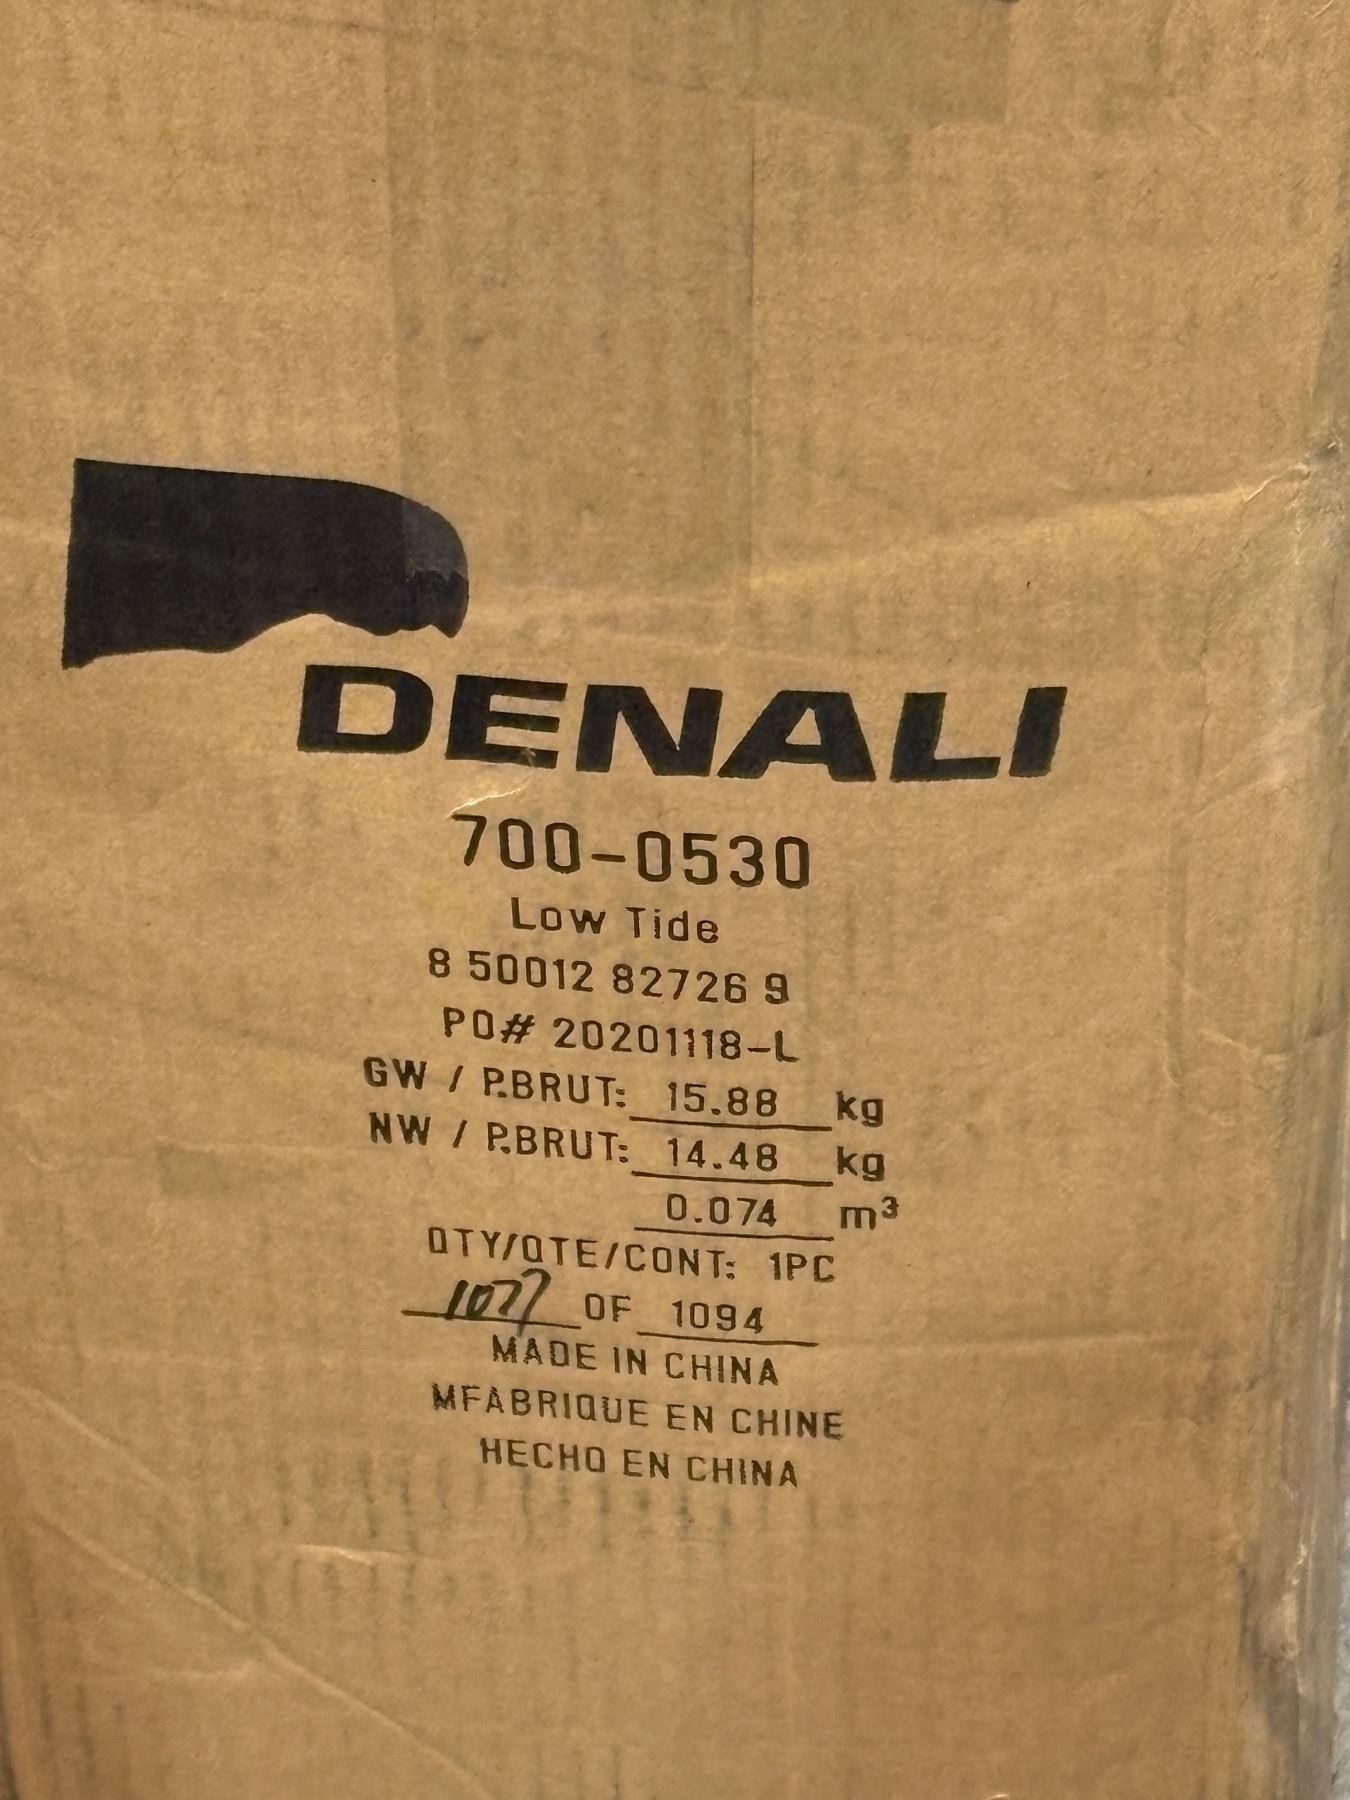 DENALI
700-0530
Low Tide
8 50012 82726 9
PO# 20201118-L
GW / P.BRUT: 15.88 kg
NW / P.BRUT: 14.48 kg
0.074 m³
QTY/QTE/CONT: 1PC
1077 OF 1094
MADE IN CHINA
MFABRIQUE EN CHINE
HECHO EN CHINA